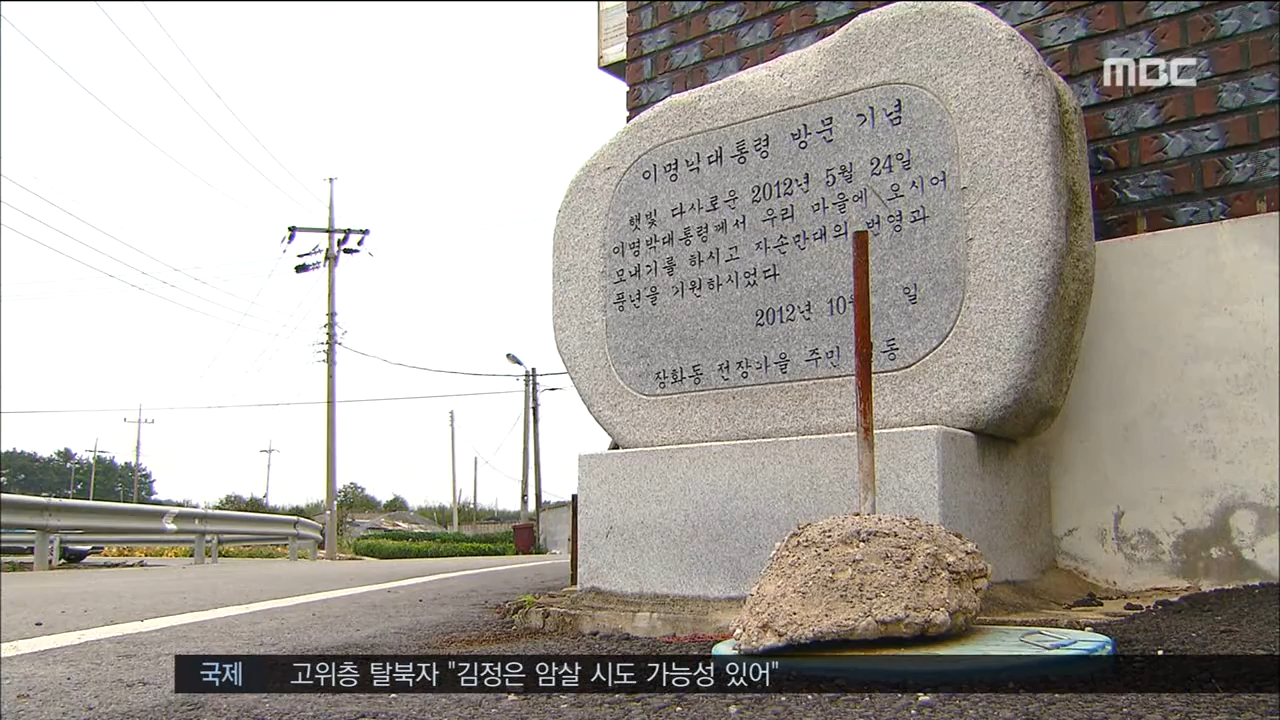 MBC
이명박대통령 방문 기념
햇빛 다사로운 2012년 5월 24일
이명박대통령께서 우리 마을에 오시어
모내기를 하시고 자손만대의 번영과
풍년을 기원하시었다
2012년 10월 일
장화동 전장마을 주민 동
국제 고위층 탈북자 "김정은 암살 시도 가능성 있어"